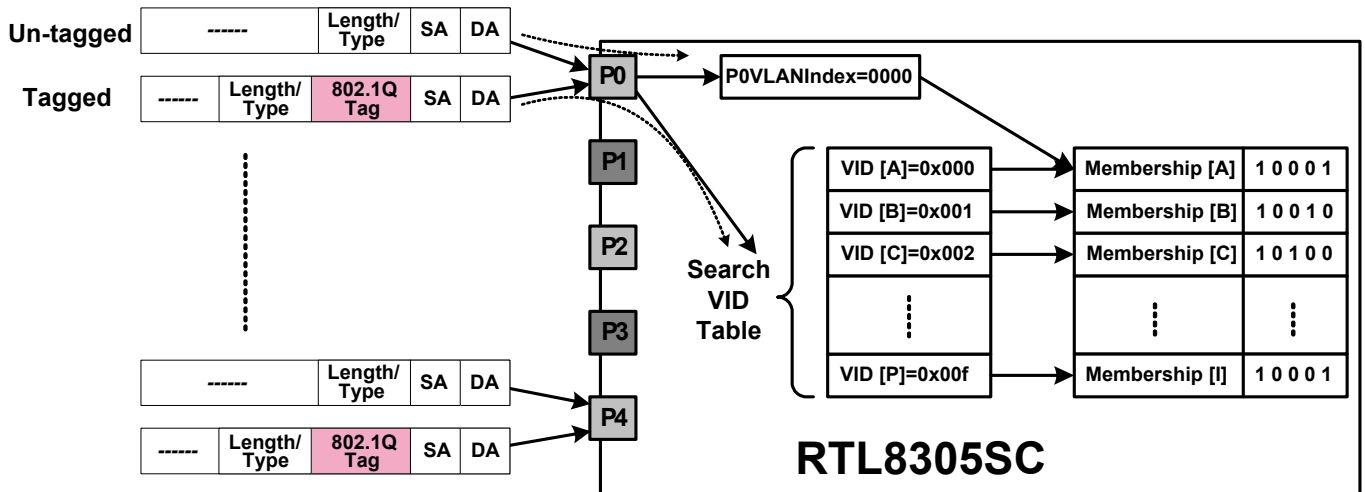 Un-tagged
------ Length/ Type SA DA
Tagged
------ Length/ Type 802.1Q Tag SA DA
P0
P0VLANIndex=0000
P1
P2
P3
P4
Search
VID
Table
VID [A]=0x000 Membership [A] 1 0 0 0 1
VID [B]=0x001 Membership [B] 1 0 0 1 0
VID [C]=0x002 Membership [C] 1 0 1 0 0
VID [P]=0x00f Membership [I] 1 0 0 0 1
------ Length/ Type SA DA
------ Length/ Type 802.1Q Tag SA DA
RTL8305SC